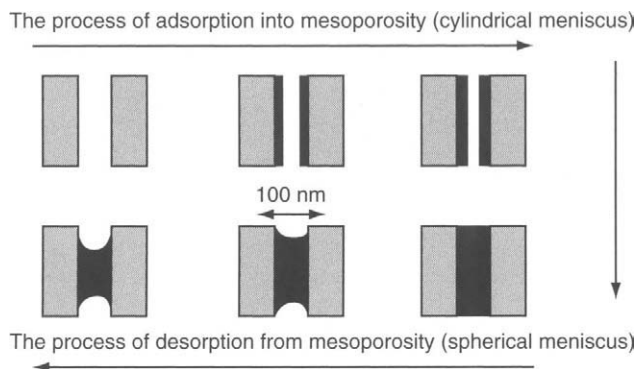 The process of adsorption into mesoporosity (cylindrical meniscus)
100 nm
The process of desorption from mesoporosity (spherical meniscus)